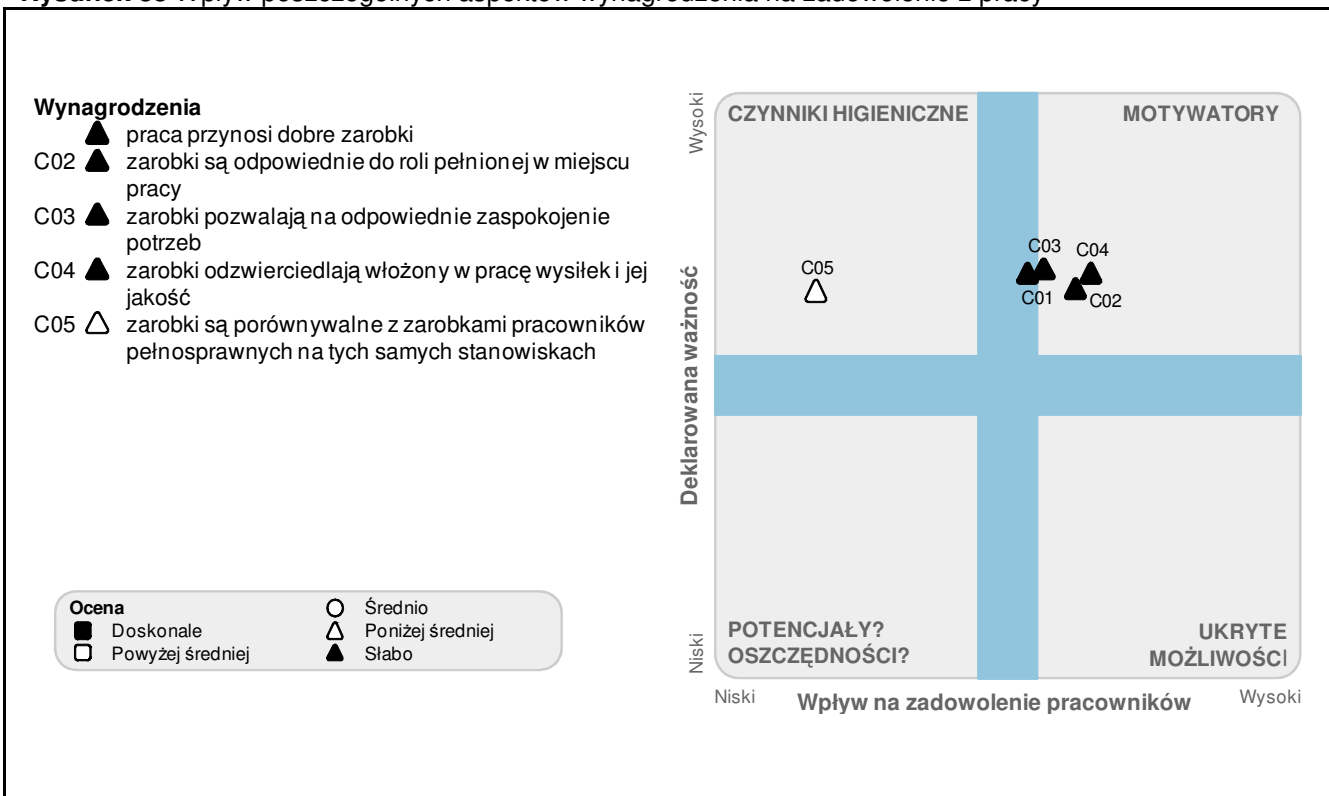 Wynagrodzenia
praca przynosi dobre zarobki
C02 zarobki są odpowiednie do roli pełnionej w miejscu
pracy
C03 zarobki pozwalają na odpowiednie zaspokojenie
potrzeb
C04 zarobki odzwierciedlają włożony w pracę wysiłek i jej
jakość
C05 zarobki są porównywalne z zarobkami pracowników
pełnosprawnych na tych samych stanowiskach
Ocena
Doskonale
Powyżej średniej
Średnio
Poniżej średniej
Słabo
Wysoki
Deklarowana ważność
Niski
CZYNNIKI HIGIENICZNE
MOTYWATORY
C05
C03
C04
C01
C02
POTENCJAŁY?
OSZCZĘDNOŚCI?
UKRYTE
MOŻLIWOŚCI
Niski
Wpływ na zadowolenie pracowników
Wysoki